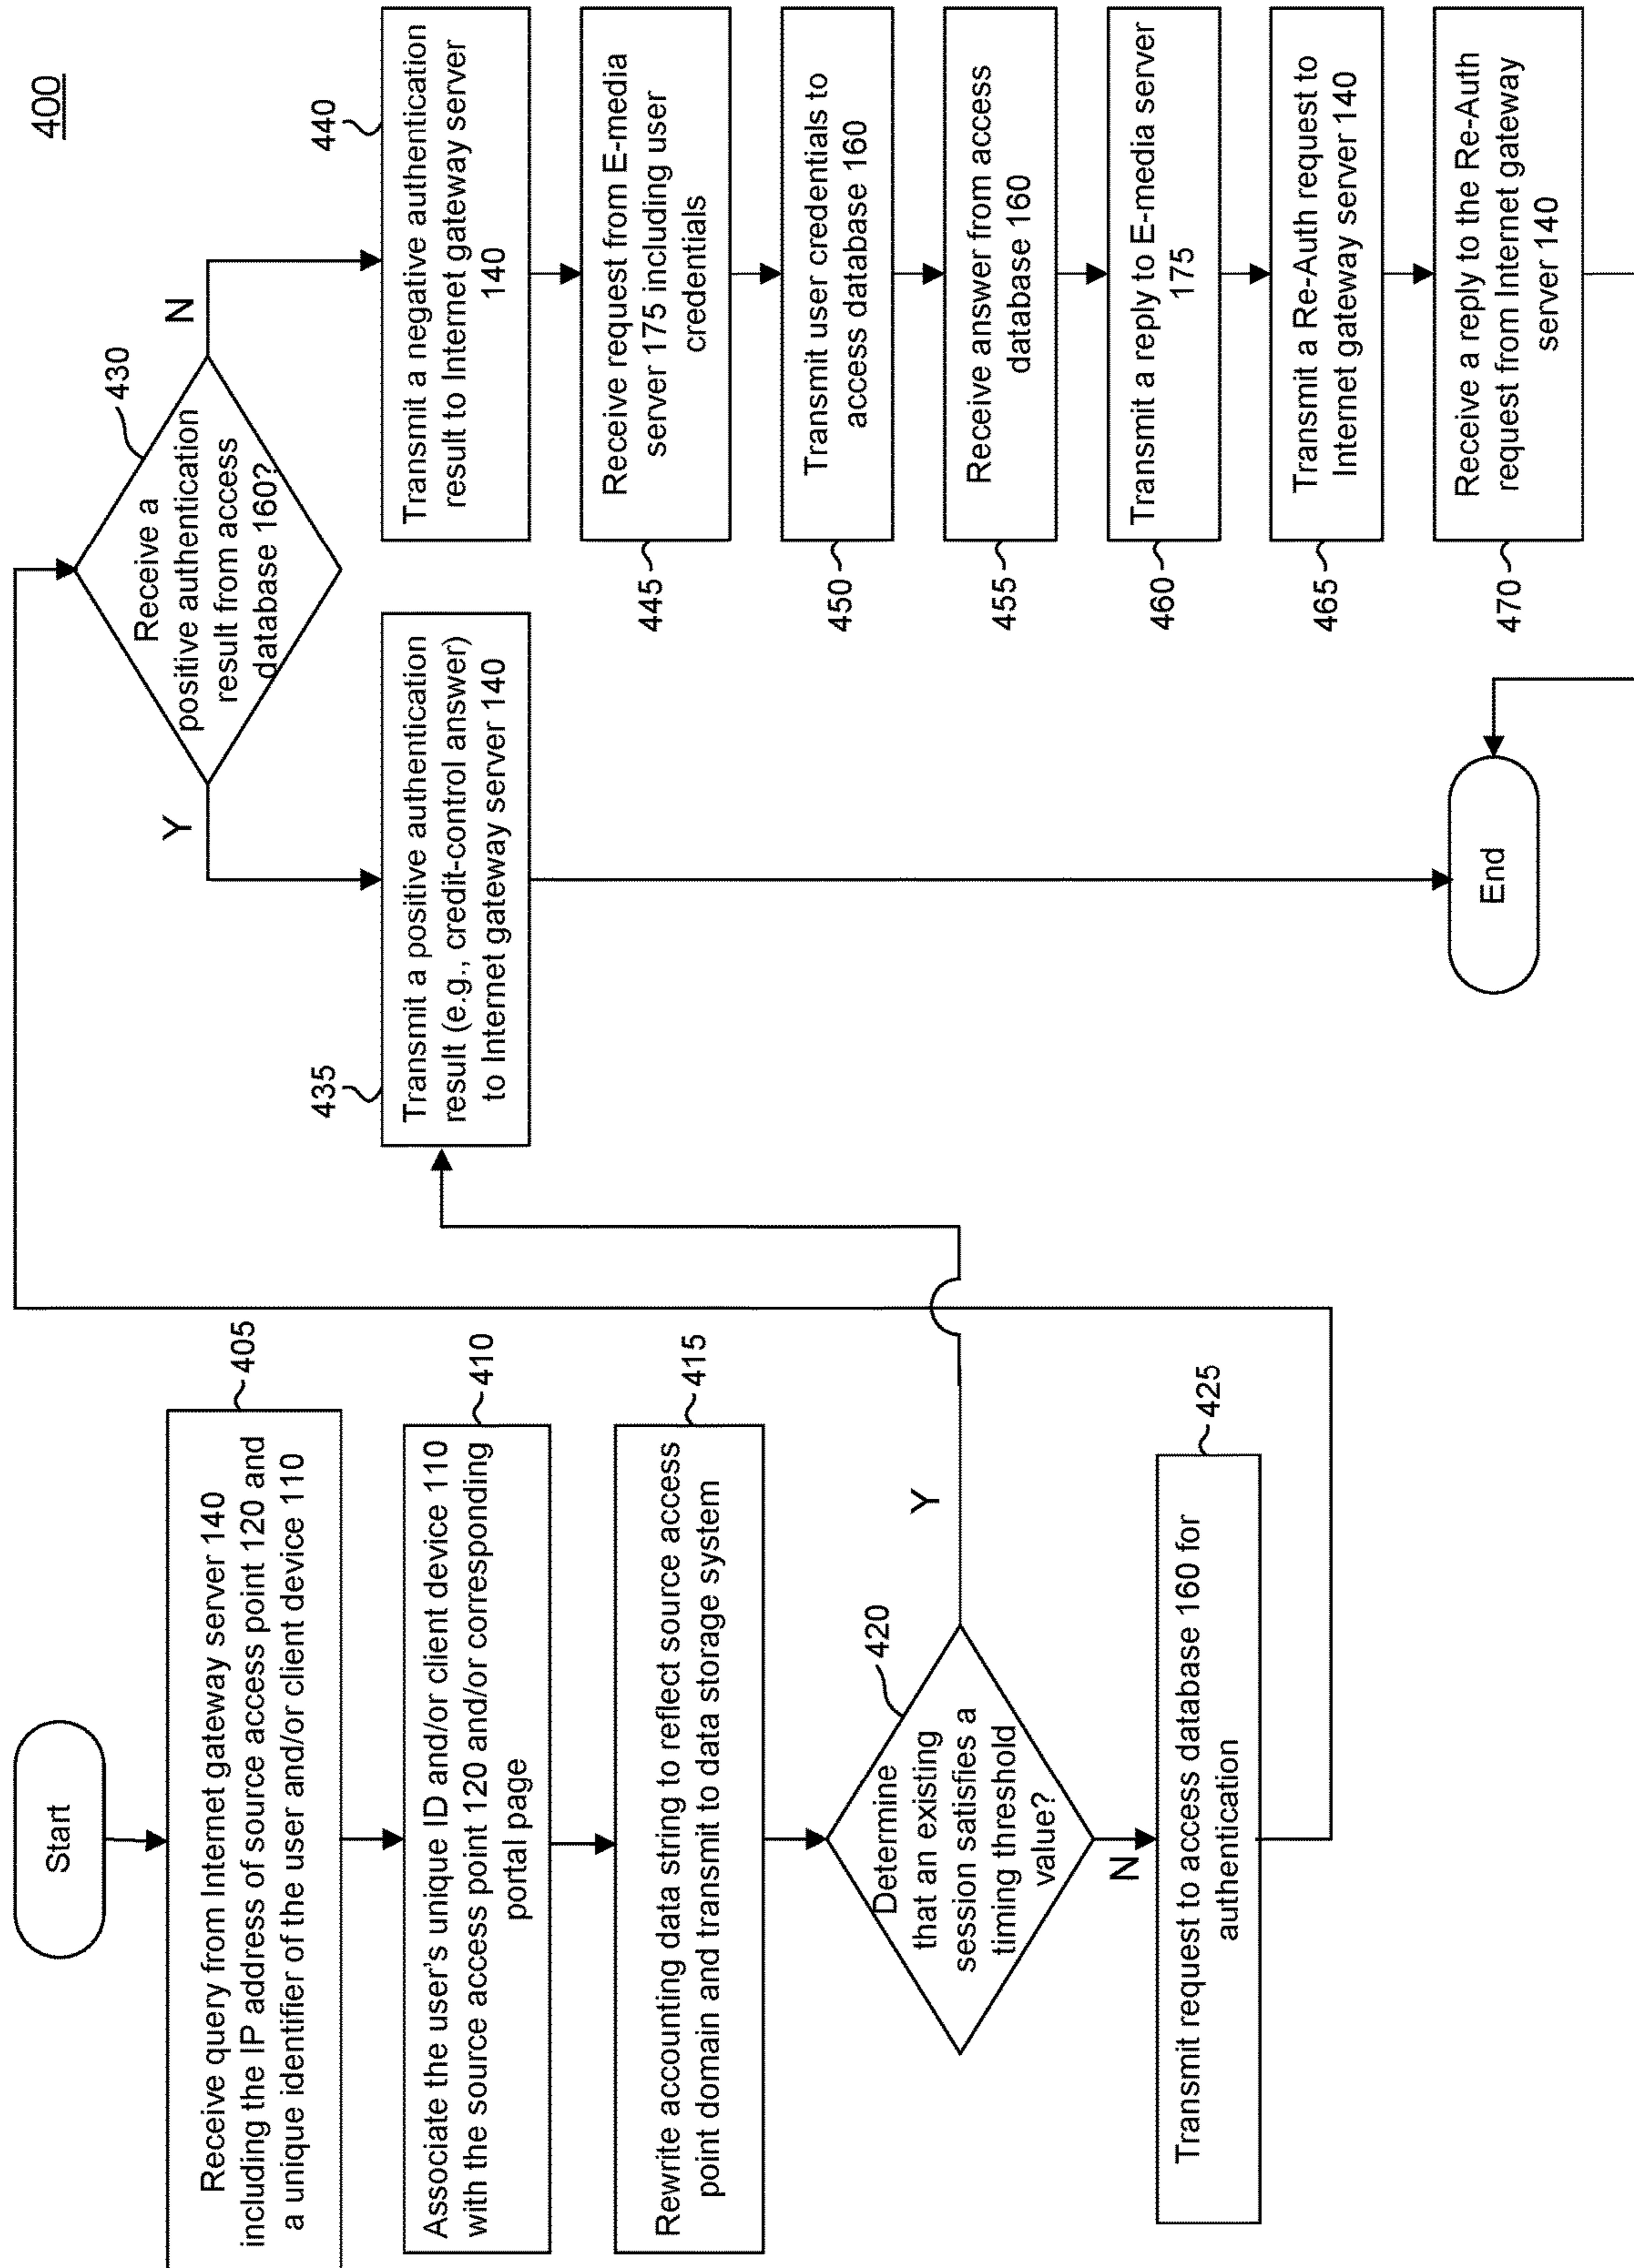 400
Start
Receive query from Internet gateway server 140
including the IP address of source access point 120 and
a unique identifier of the user and/or client device 110
405
Associate the user's unique ID and/or client device 110
with the source access point 120 and/or corresponding
portal page
410
Rewrite accounting data string to reflect source access
point domain and transmit to data storage system
415
Determine
that an existing
session satisfies a
timing threshold
value?
420
Y
N
Transmit request to access database 160 for
authentication
425
Receive a
positive authentication
result from access
database 160?
430
Y
N
435
Transmit a positive authentication
result (e.g., credit-control answer)
to Internet gateway server 140
440
Transmit a negative authentication
result to Internet gateway server
140
445
Receive request from E-media
server 175 including user
credentials
450
Transmit user credentials to
access database 160
455
Receive answer from access
database 160
460
Transmit a reply to E-media server
175
465
Transmit a Re-Auth request to
Internet gateway server 140
470
Receive a reply to the Re-Auth
request from Internet gateway
server 140
End